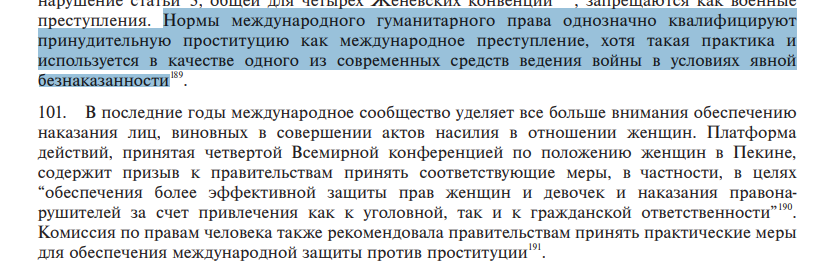 нарушение статьи 3, общей для четырех Женевских конвенций , запрещаются как военные
преступления. Нормы международного гуманитарного права однозначно квалифицируют
принудительную проституцию как международное преступление, хотя такая практика и
используется в качестве одного из современных средств ведения войны в условиях явной
безнаказанности189.
101. В последние годы международное сообщество уделяет все больше внимания обеспечению
наказания лиц, виновных в совершении актов насилия в отношении женщин. Платформа
действий, принятая четвертой Всемирной конференцией по положению женщин в Пекине,
содержит призыв к правительствам принять соответствующие меры, в частности, в целях
“обеспечения более эффективной защиты прав женщин и девочек и наказания правона-
рушителей за счет привлечения как к уголовной, так и к гражданской ответственности”190.
Комиссия по правам человека также рекомендовала правительствам принять практические меры
для обеспечения международной защиты против проституции191.